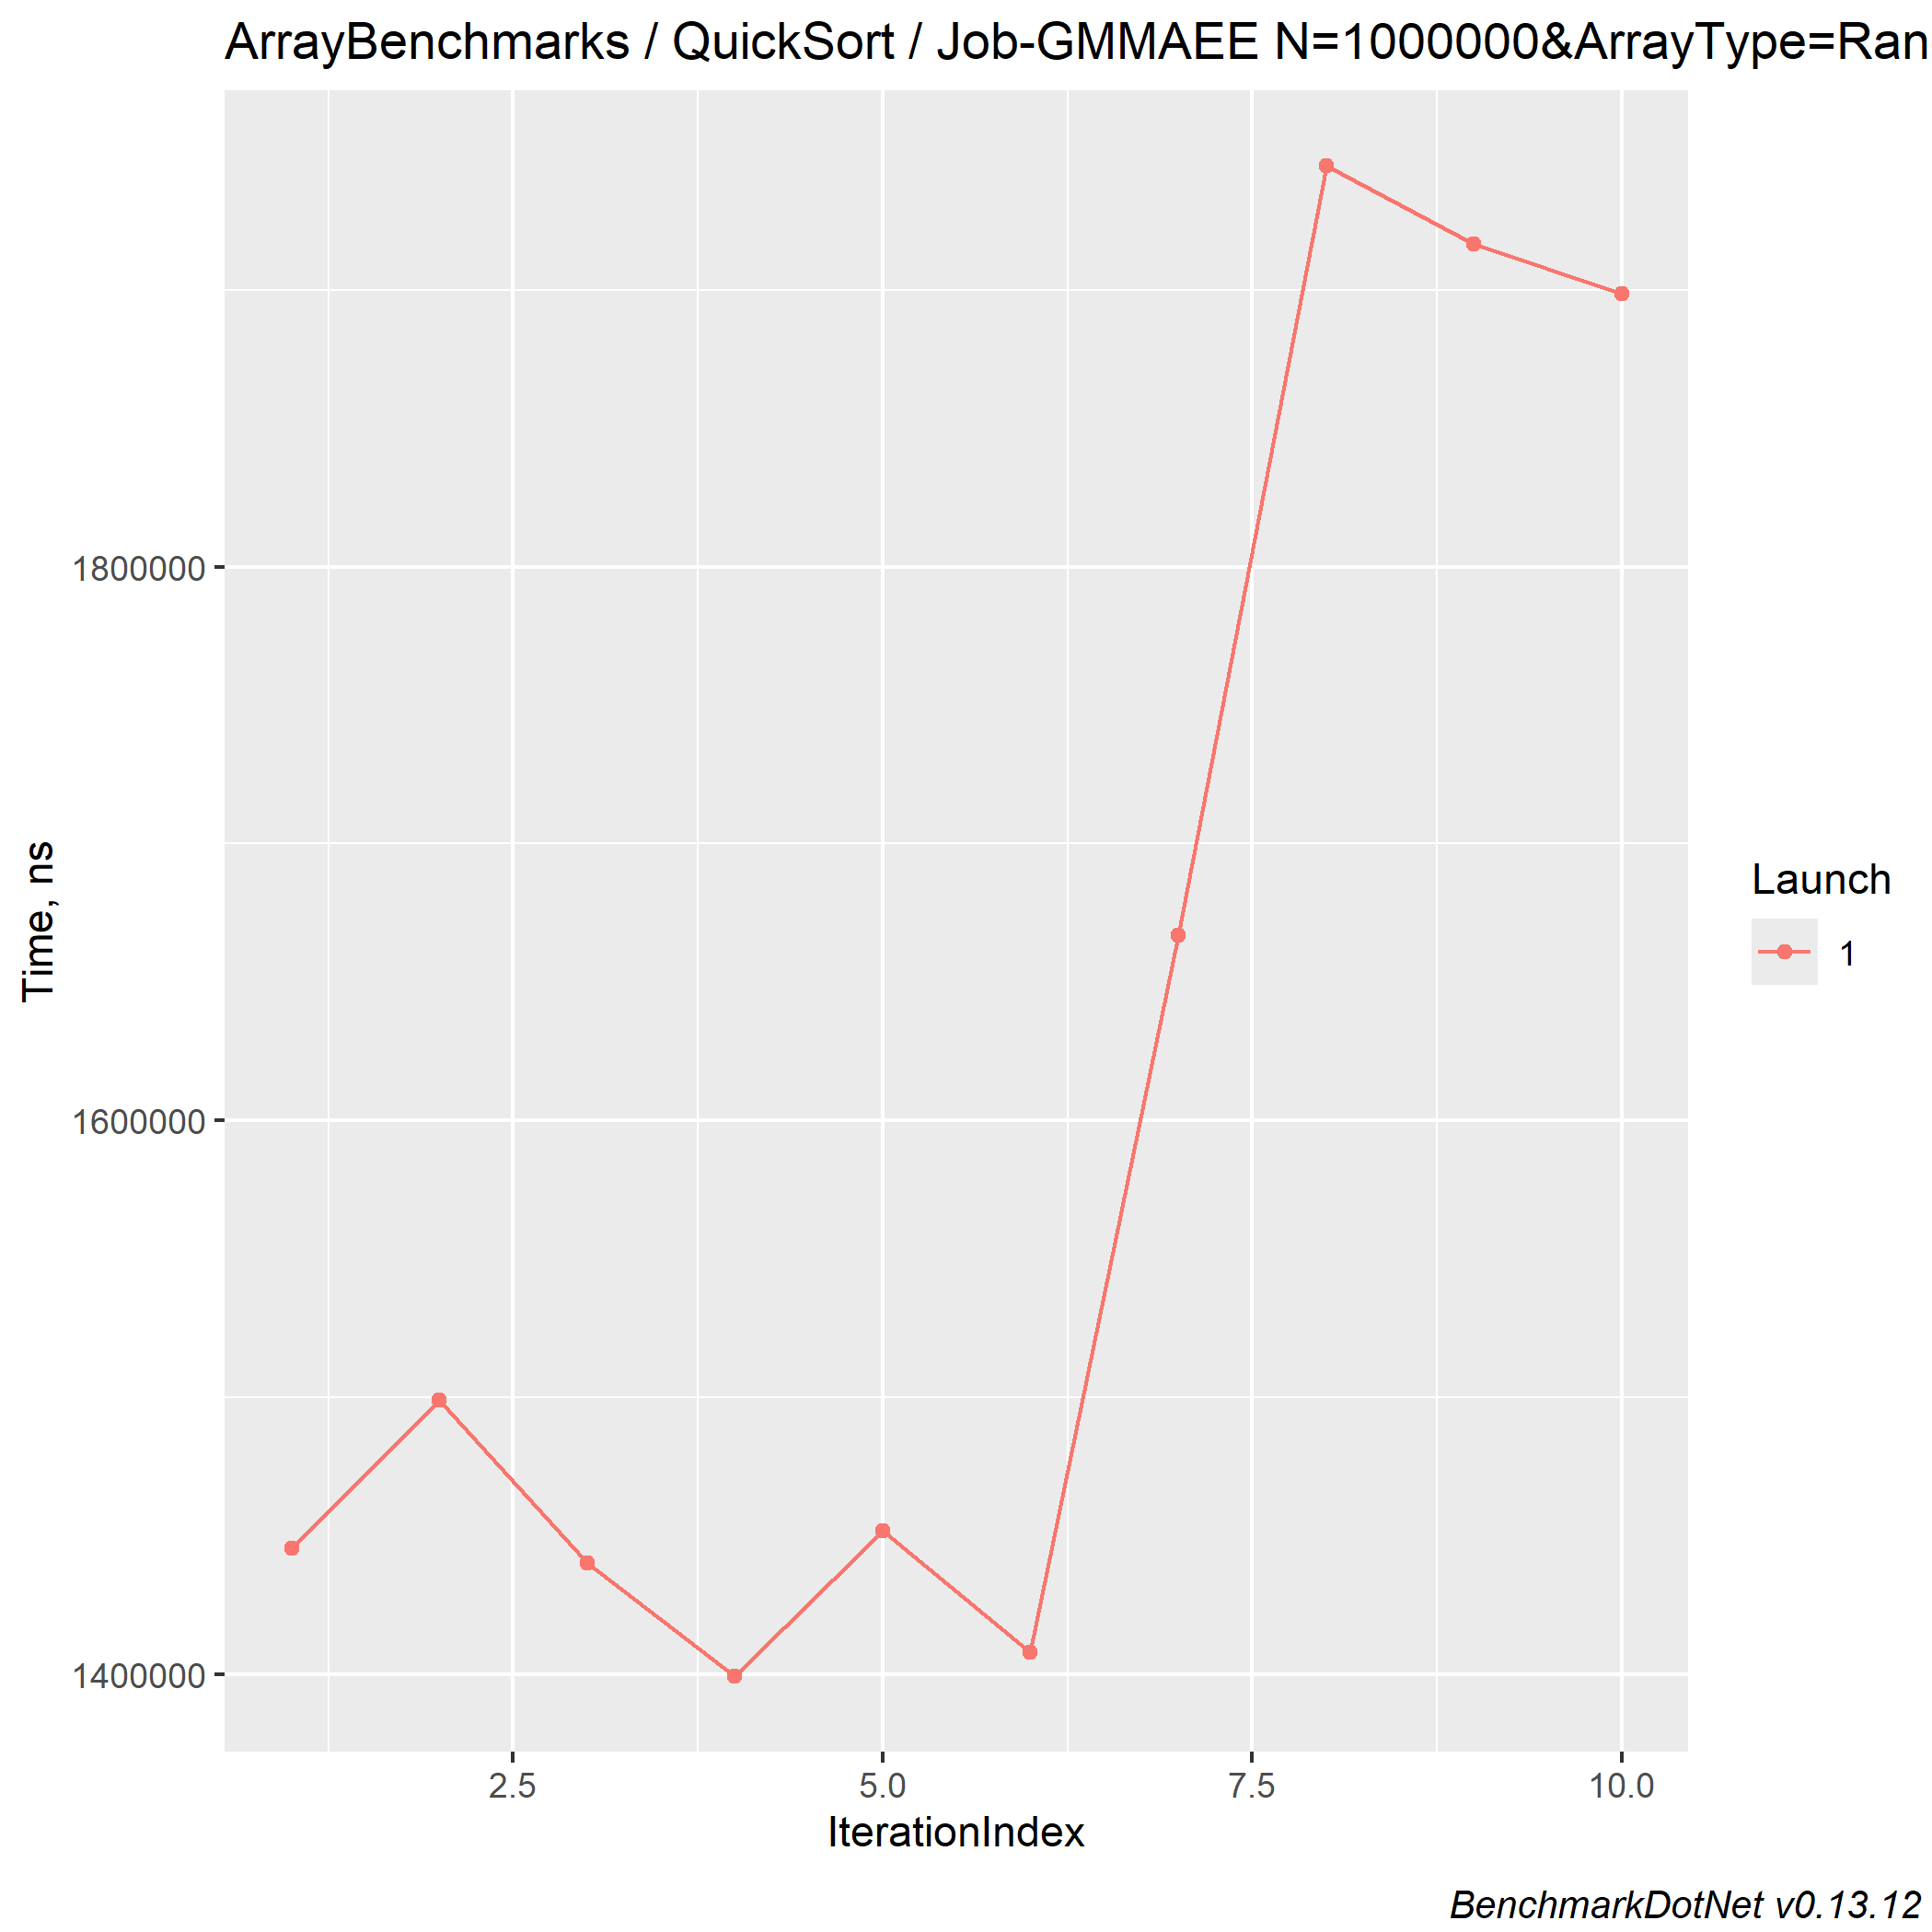 ArrayBenchmarks / QuickSort / Job-GMMAEE N=1000000&ArrayType=Ran
Time, ns
1800000
1600000
1400000
2.5
5.0
7.5
10.0
IterationIndex
Launch
1
BenchmarkDotNet v0.13.12